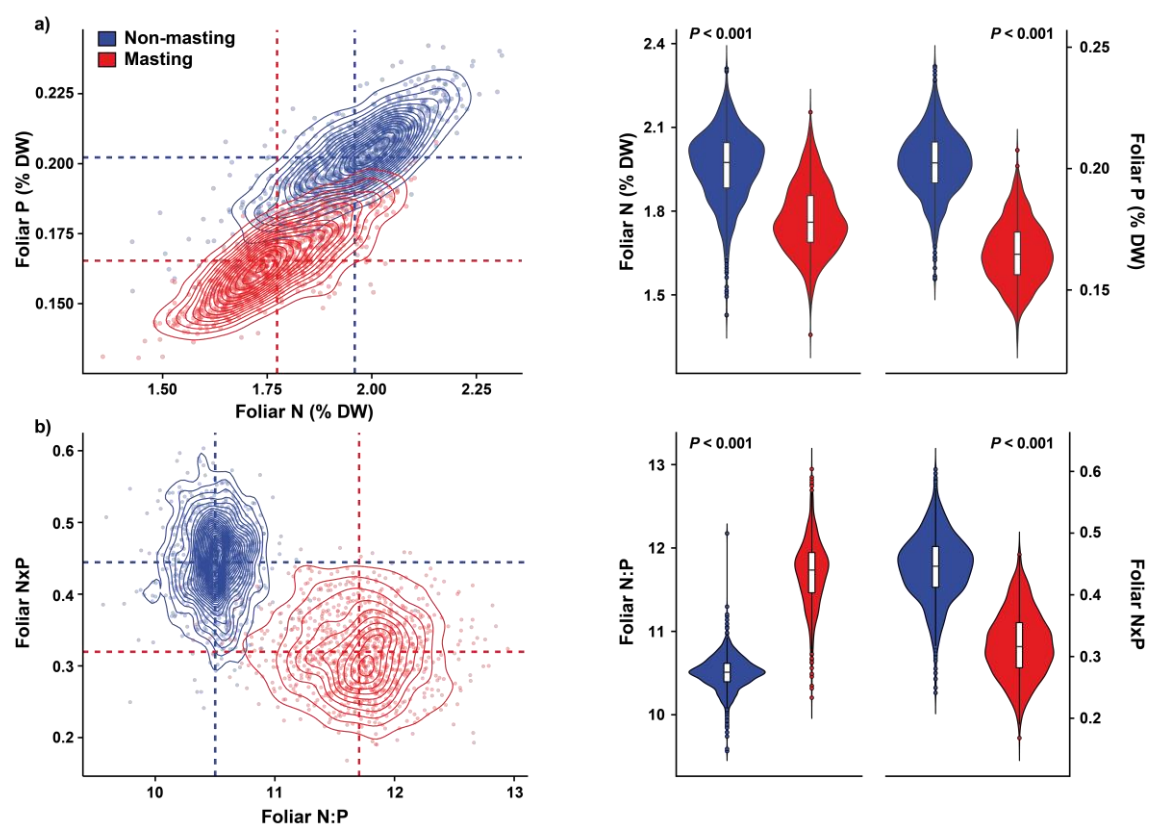 a)
Non-masting
Masting
Foliar P (% DW)
0.225
0.200
0.175
0.150
1.50 1.75 2.00 2.25
Foliar N (% DW)
P < 0.001 P < 0.001
Foliar N (% DW)
2.4
2.1
1.8
1.5
0.25
0.20
0.15
Foliar P (% DW)
b)
Foliar NxP
0.6
0.5
0.4
0.3
0.2
10 11 12 13
Foliar N:P
P < 0.001 P < 0.001
Foliar N:P
13
12
11
10
0.6
0.5
0.4
0.3
0.2
Foliar NxP